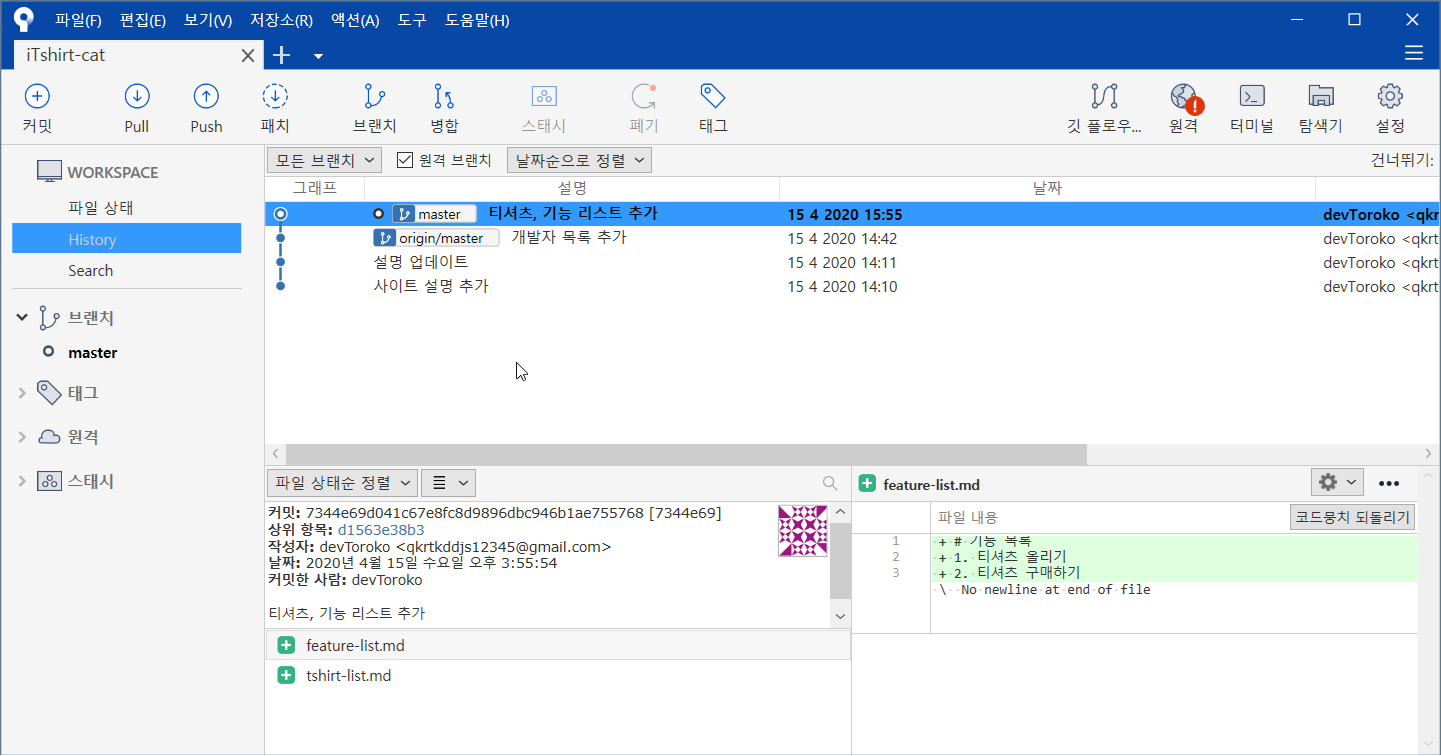 파일(F) 편집(E) 보기(V) 저장소(R) 액션(A) 도구 도움말(H)
iTshirt-cat
커밋 Pull Push 패치 브랜치 병합 스태시 폐기 태그 깃 플로우... 원격 터미널 탐색기 설정
WORKSPACE
파일 상태
History
Search
브랜치
master
태그
원격
스태시
모든 브랜치 원격 브랜치 날짜순으로 정렬 건너뛰기:
그래프 설명 날짜
master 티셔츠, 기능 리스트 추가 15 4 2020 15:55 devToroko <qkr
origin/master 개발자 목록 추가 15 4 2020 14:42 devToroko <qkrt
설명 업데이트 15 4 2020 14:11 devToroko <qkrt
사이트 설명 추가 15 4 2020 14:10 devToroko <qkrt
파일 상태순 정렬
커밋: 7344e69d041c67e8fc8d9896dbc946b1ae755768 [7344e69]
상위 항목: d1563e38b3
작성자: devToroko <qkrtkddjs12345@gmail.com>
날짜: 2020년 4월 15일 수요일 오후 3:55:54
커밋한 사람: devToroko
티셔츠, 기능 리스트 추가
feature-list.md
tshirt-list.md
feature-list.md
파일 내용 코드뭉치 되돌리기
1 + # 기능 목록
2 + 1. 티셔츠 올리기
3 + 2. 티셔츠 구매하기
\ No newline at end of file